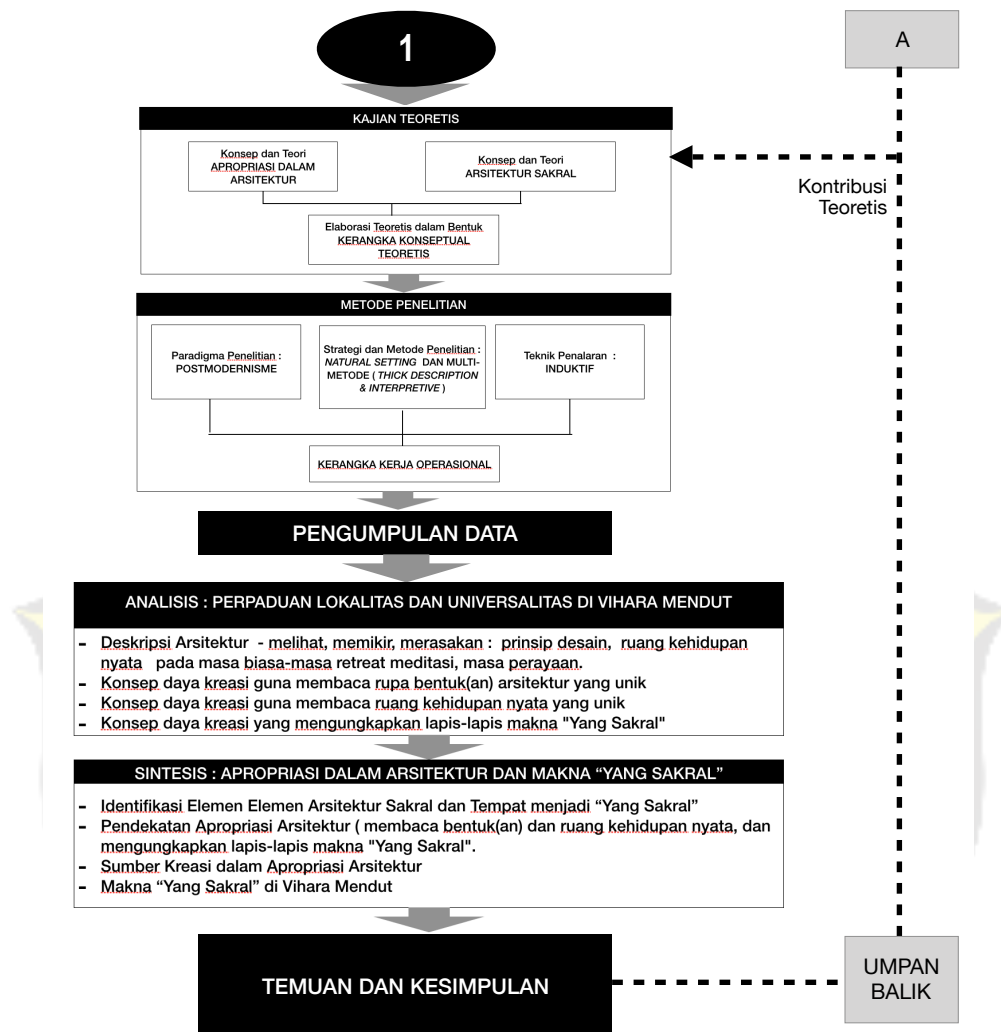 1
A
KAJIAN TEORETIS
Konsep dan Teori
APROPRIASI DALAM
ARSITEKTUR
Konsep dan Teori
ARSITEKTUR SAKRAL
Kontribusi
Teoretis
Elaborasi Teoretis dalam Bentuk
KERANGKA KONSEPTUAL
TEORETIS
METODE PENELITIAN
Paradigma Penelitian :
POSTMODERNISME
Strategi dan Metode Penelitian :
NATURAL SETTING DAN MULTI-
METODE ( THICK DESCRIPTION
& INTERPRETIVE )
Teknik Penalaran :
INDUKTIF
KERANGKA KERJA OPERASIONAL
PENGUMPULAN DATA
ANALISIS : PERPADUAN LOKALITAS DAN UNIVERSALITAS DI VIHARA MENDUT
- Deskripsi Arsitektur - melihat, memikir, merasakan : prinsip desain, ruang kehidupan
nyata pada masa biasa-masa retreat meditasi, masa perayaan.
- Konsep daya kreasi guna membaca rupa bentuk(an) arsitektur yang unik
- Konsep daya kreasi guna membaca ruang kehidupan nyata yang unik
- Konsep daya kreasi yang mengungkapkan lapis-lapis makna "Yang Sakral"
SINTESIS : APROPRIASI DALAM ARSITEKTUR DAN MAKNA “YANG SAKRAL”
- Identifikasi Elemen Elemen Arsitektur Sakral dan Tempat menjadi “Yang Sakral”
- Pendekatan Apropriasi Arsitektur ( membaca bentuk(an) dan ruang kehidupan nyata, dan
mengungkapkan lapis-lapis makna "Yang Sakral".
- Sumber Kreasi dalam Apropriasi Arsitektur
- Makna “Yang Sakral” di Vihara Mendut
TEMUAN DAN KESIMPULAN
UMPAN
BALIK